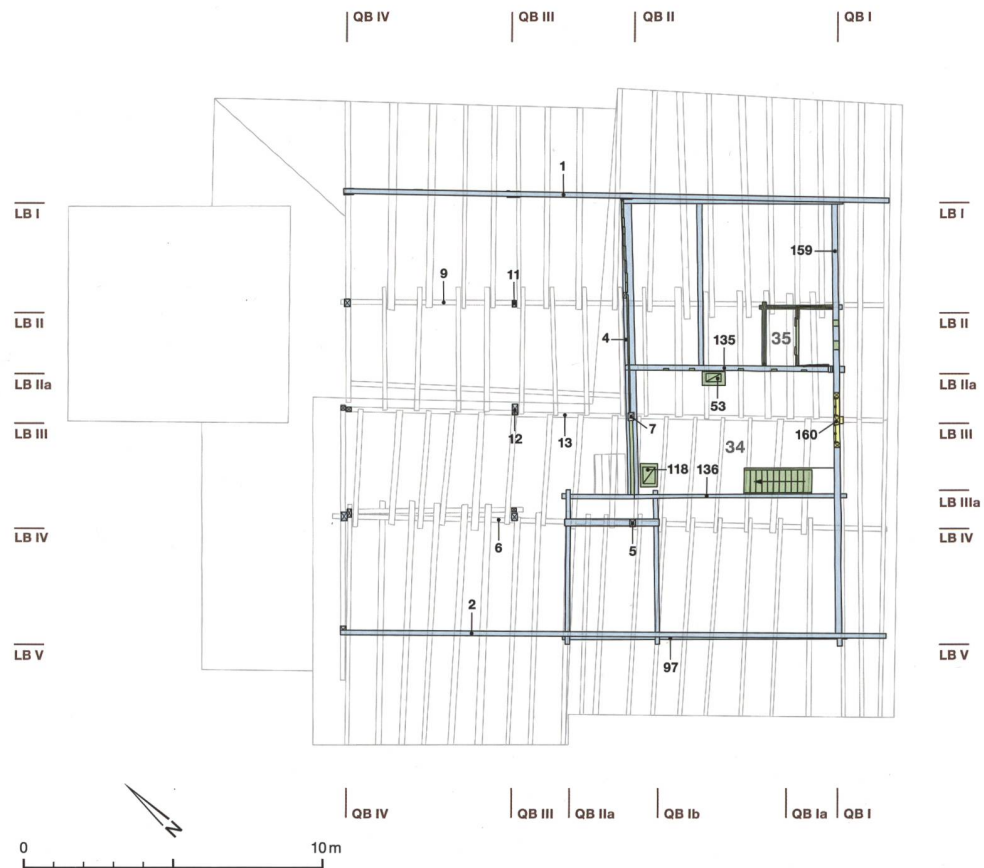 QB IV QB III QB II QB I
1
LB I LB I
159
9 11
LB II LB II
4 135 35
LB IIa LB IIa
53
LB III 12 13 7 34 160 LB III
118 136
LB IIIa
LB IV 6 5 LB IV
2
LB V LB V
97
QB IV QB III QB IIa QB Ib QB Ia QB I
N
0 10 m